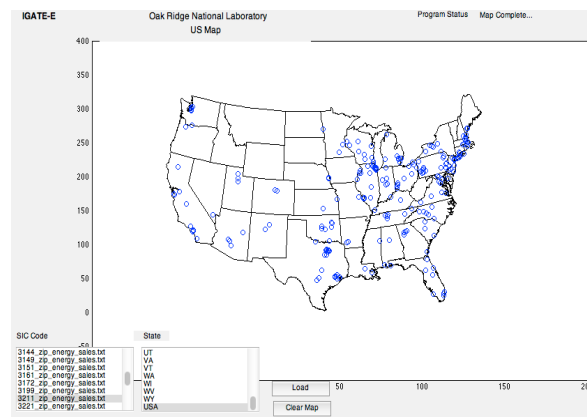 IGATE-E
Oak Ridge National Laboratory
Program Status Map Complete...
US Map
400
350
300
250
200
150
100
50
0
-50
SIC Code
State
3144_zip_energy_sales.txt
3149_zip_energy_sales.txt
3151_zip_energy_sales.txt
3161_zip_energy_sales.txt
3172_zip_energy_sales.txt
3199_zip_energy_sales.txt
3211_zip_energy_sales.txt
3221_zip_energy_sales.txt
UT
VA
VT
WA
WI
WV
WY
USA
Load
Clear Map
50
100
150